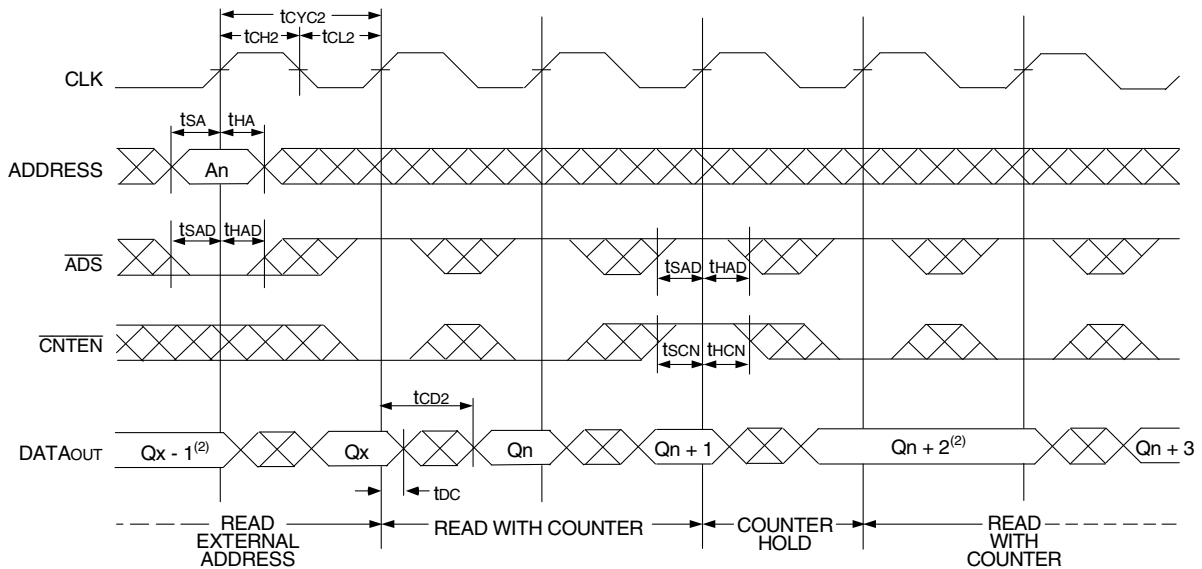 tCYC2
tCH2 tCL2
CLK
tSA tHA
ADDRESS An
tSAD tHAD
ADS tSAD tHAD
CNTEN tSCN tHCN
tCD2
DATAOUT Qx - 1(2) Qx Qn Qn + 1 Qn + 2(2) Qn + 3
tDC
READ EXTERNAL ADDRESS
READ WITH COUNTER
COUNTER HOLD
READ WITH COUNTER